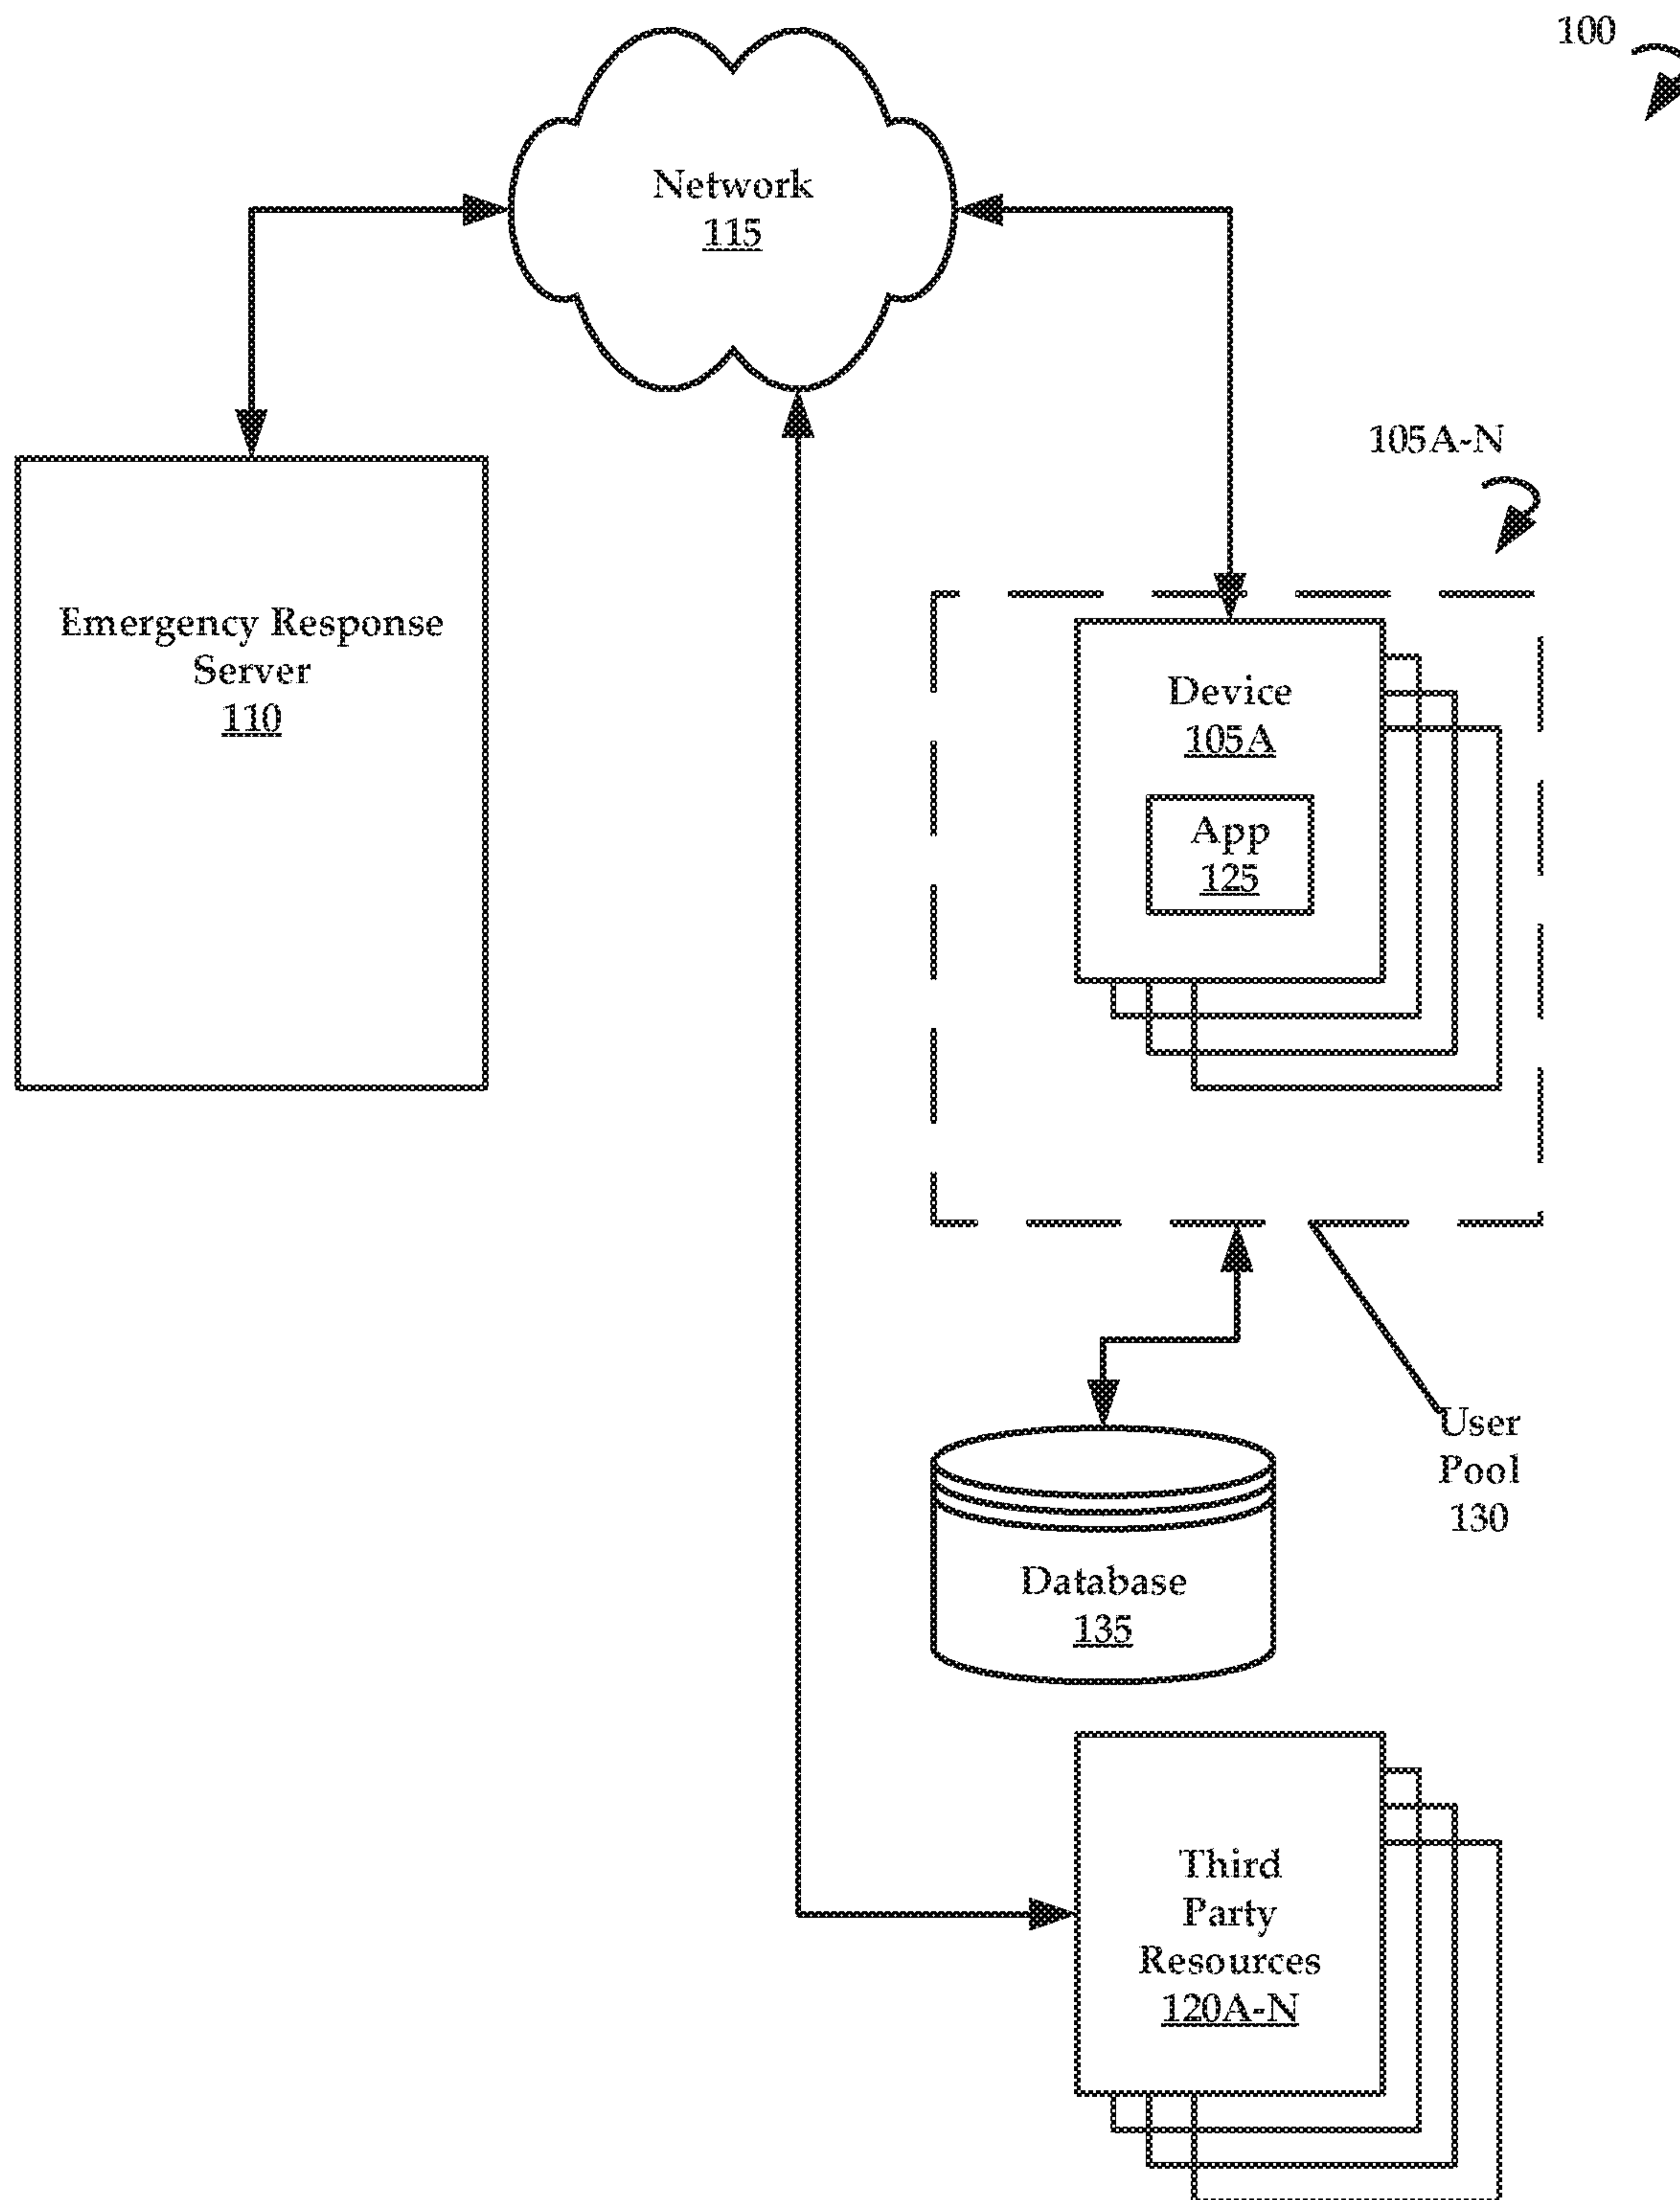 100
Network
115
105A-N
Emergency Response
Server
110
Device
105A
App
125
User
Pool
130
Database
135
Third
Party
Resources
120A-N